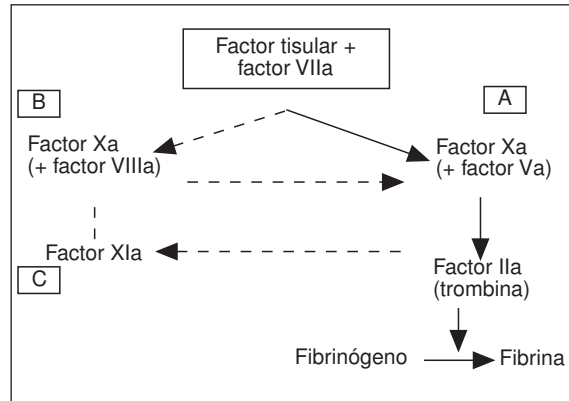 Factor tisular +
factor VIIa
B
A
Factor Xa
(+ factor VIIIa)
Factor Xa
(+ factor Va)
Factor XIa
C
Factor IIa
(trombina)
Fibrinógeno
Fibrina